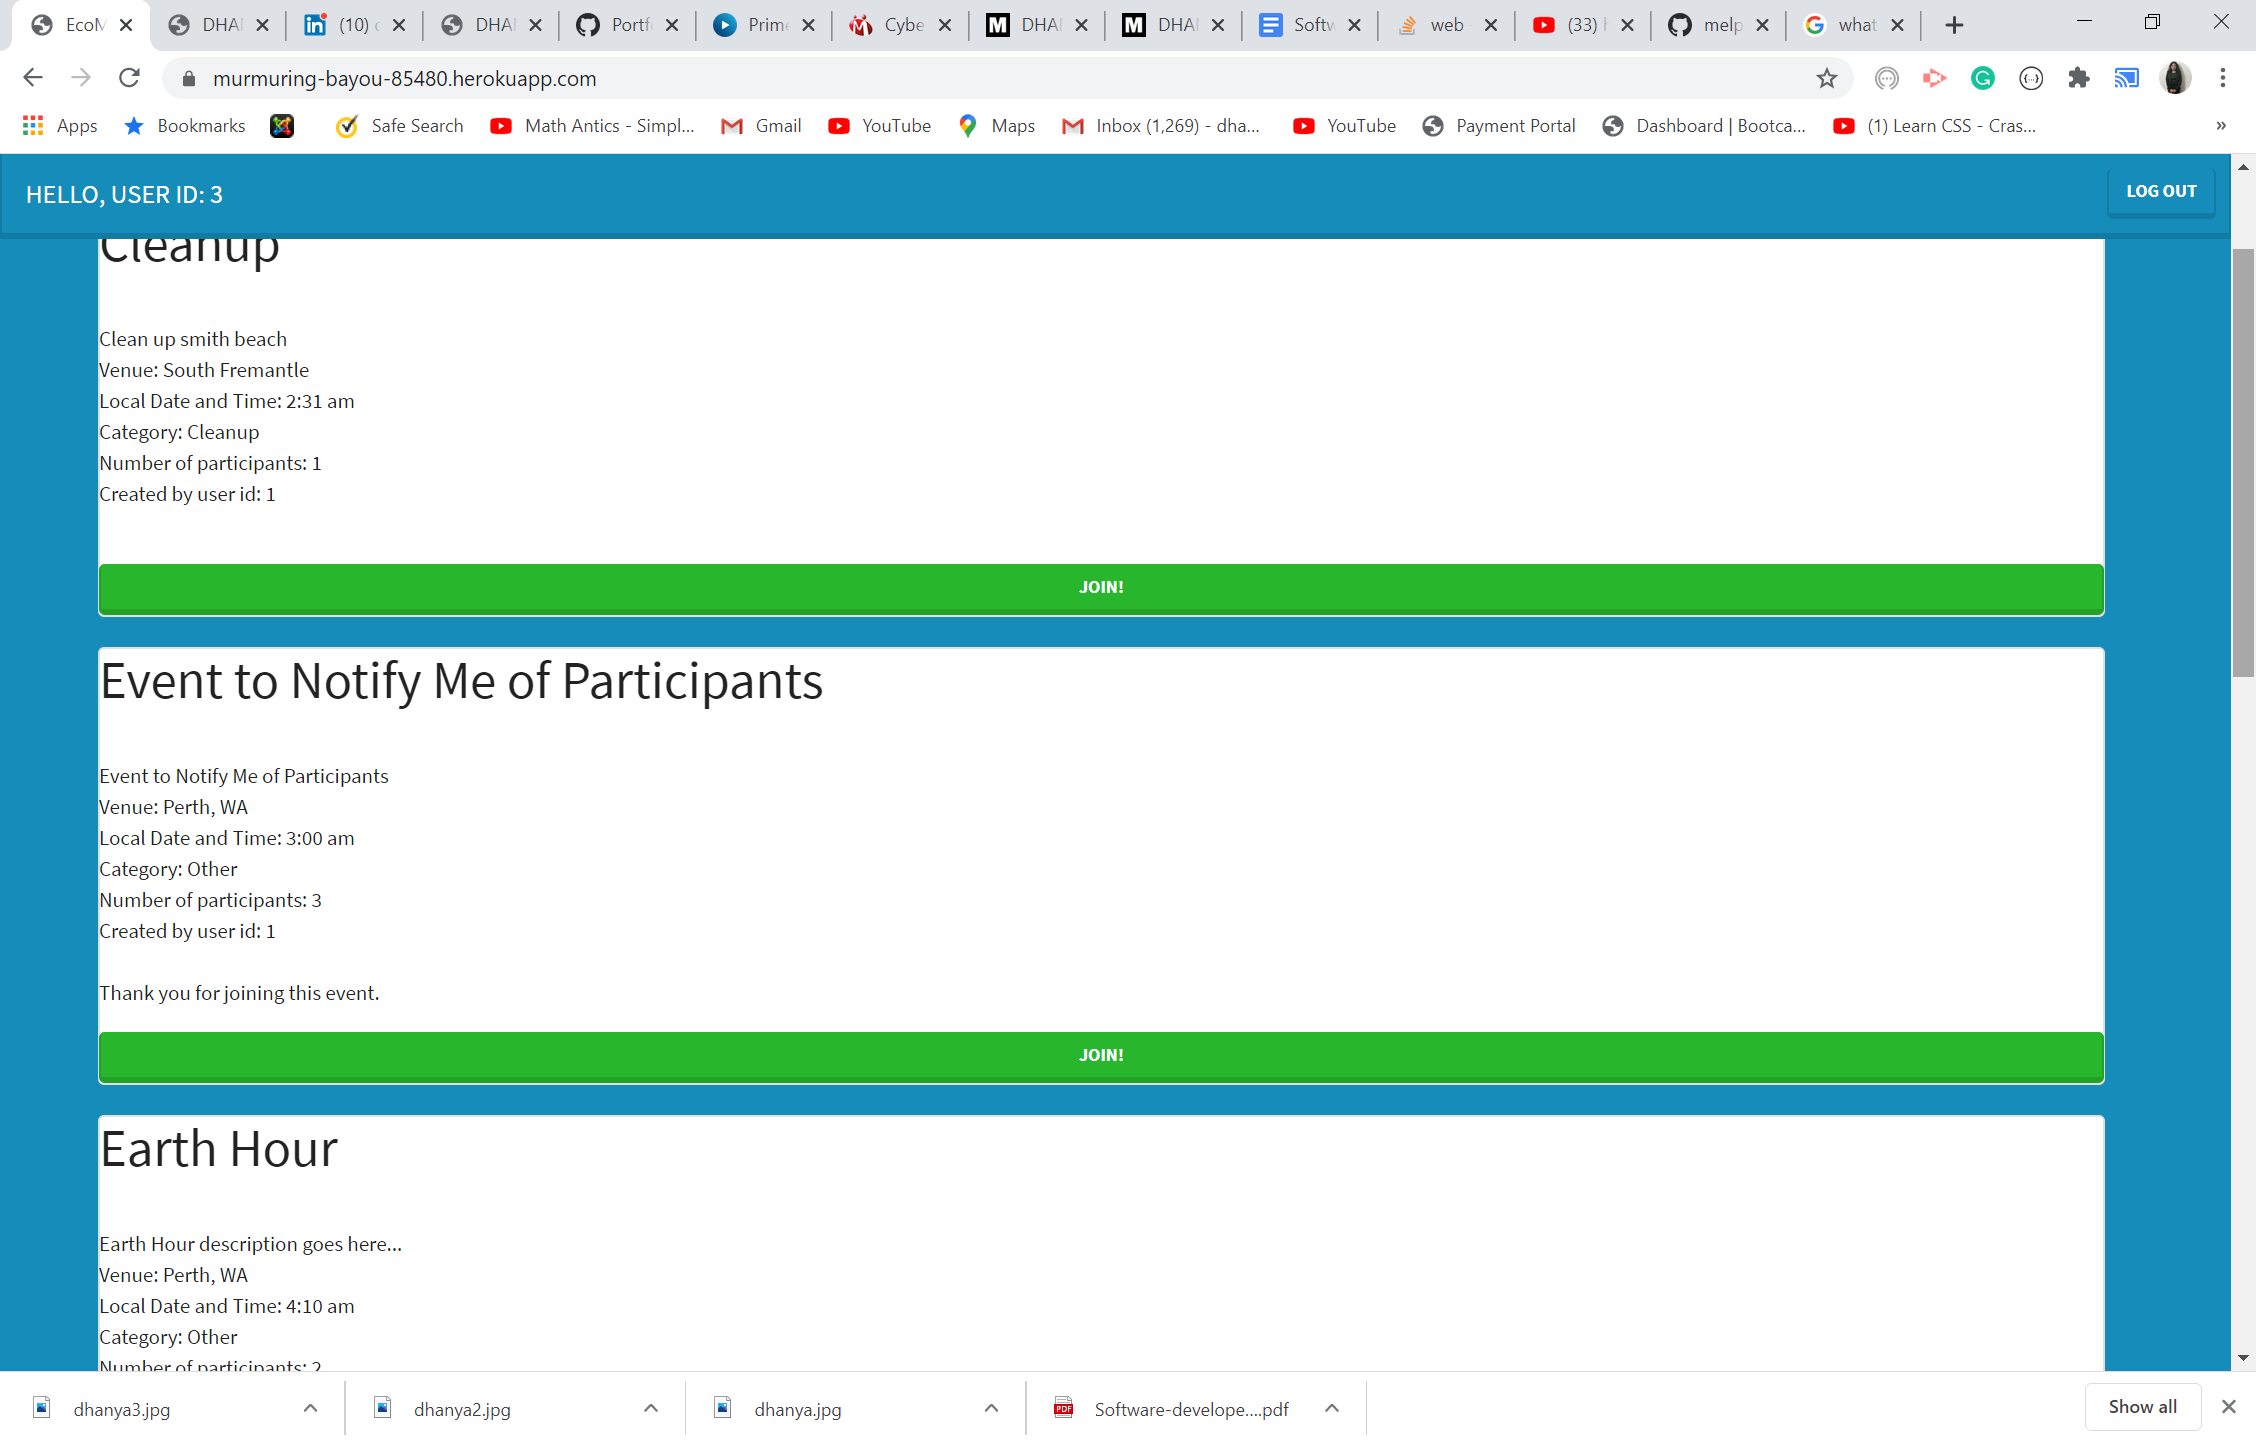 EcoM
DHA
(10)
DHA
Portf
Prime
Cybe
DHA
DHA
Softw
web
(33)
melp
what
murmuring-bayou-85480.herokuapp.com
Apps
Bookmarks
Safe Search
Math Antics - Simpl...
Gmail
YouTube
Maps
Inbox (1,269) - dha...
YouTube
Payment Portal
Dashboard | Bootca...
(1) Learn CSS - Cras...
»
HELLO, USER ID: 3
LOG OUT
Cleanup
Clean up smith beach
Venue: South Fremantle
Local Date and Time: 2:31 am
Category: Cleanup
Number of participants: 1
Created by user id: 1
JOIN!
Event to Notify Me of Participants
Event to Notify Me of Participants
Venue: Perth, WA
Local Date and Time: 3:00 am
Category: Other
Number of participants: 3
Created by user id: 1
Thank you for joining this event.
JOIN!
Earth Hour
Earth Hour description goes here...
Venue: Perth, WA
Local Date and Time: 4:10 am
Category: Other
Number of participants: 2
dhanya3.jpg
dhanya2.jpg
dhanya.jpg
PDF
Software-develope....pdf
Show all